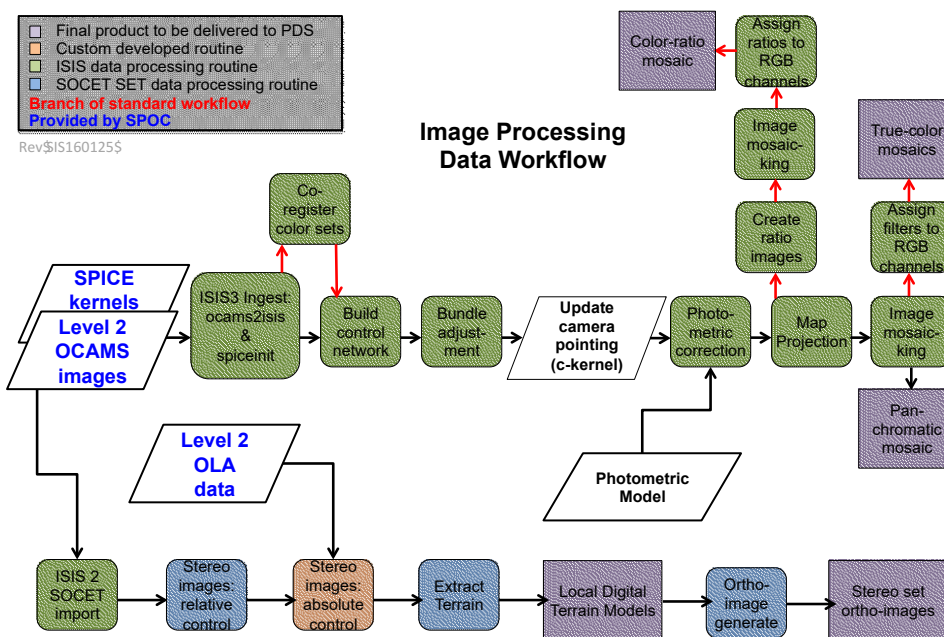 Final product to be delivered to PDS
Custom developed routine
ISIS data processing routine
SOCET SET data processing routine
Branch of standard workflow
Provided by SPOC
Rev$SIS160125$
Image Processing
Data Workflow
Color-ratio
mosaic
Assign
ratios to
RGB
channels
Image
mosaic-
king
Create
ratio
images
True-color
mosaics
Assign
filters to
RGB
channels
Co-
register
color sets
SPICE
kernels
Level 2
OCAMS
images
ISIS3 Ingest:
ocams2isis
&
spiceinit
Build
control
network
Bundle
adjust-
ment
Update
camera
pointing
(c-kernel)
Photo-
metric
correction
Map
Projection
Image
mosaic-
king
Pan-
chromatic
mosaic
Level 2
OLA
data
Photometric
Model
ISIS 2
SOCET
import
Stereo
images:
relative
control
Stereo
images:
absolute
control
Extract
Terrain
Local Digital
Terrain Models
Ortho-
image
generate
Stereo set
ortho-images